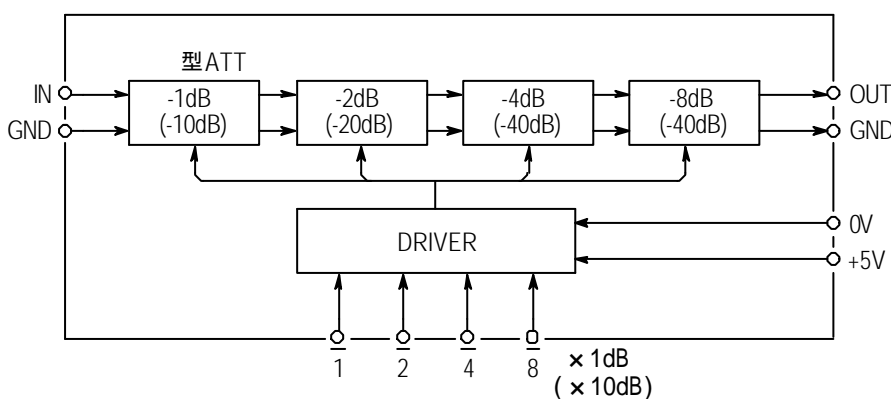 型ATT
IN
-1dB
(-10dB)
-2dB
(-20dB)
-4dB
(-40dB)
-8dB
(-40dB)
OUT
GND
GND
DRIVER
0V
+5V
1
2
4
8
×1dB
(×10dB)